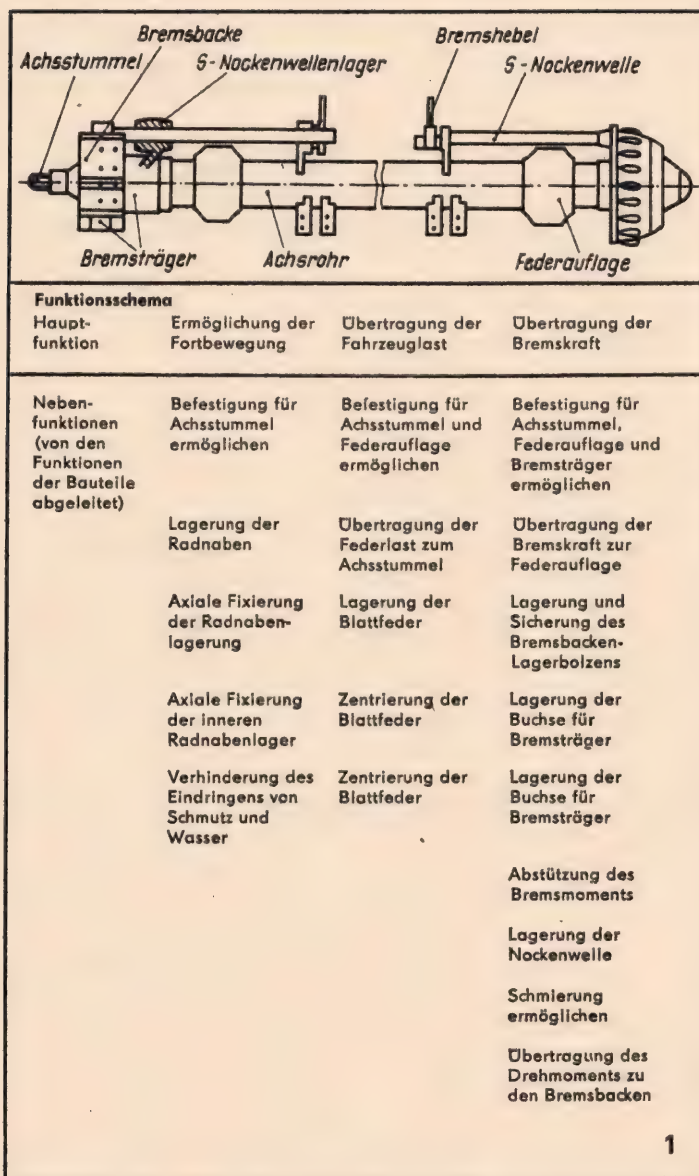 Bremsbacke
Bremshebel
Achsstummel
S-Nockenwellenlager
S-Nockenwelle
Bremsträger
Achsrohr
Federauflage
Funktionsschema
Haupt-
funktion
Ermöglichung der
Fortbewegung
Übertragung der
Fahrzeuglast
Übertragung der
Bremskraft
Neben-
funktionen
(von den
Funktionen
der Bauteile
abgeleitet)
Befestigung für
Achsstummel
ermöglichen
Befestigung für
Achsstummel und
Federauflage
ermöglichen
Befestigung für
Achsstummel,
Federauflage und
Bremsträger
ermöglichen
Lagerung der
Radnaben
Übertragung der
Federlast zum
Achsstummel
Übertragung der
Bremskraft zur
Federauflage
Axiale Fixierung
der Radnaben-
lagerung
Lagerung der
Blattfeder
Lagerung und
Sicherung des
Bremsbacken-
Lagerbolzens
Axiale Fixierung
der inneren
Radnabenlager
Zentrierung der
Blattfeder
Lagerung der
Buchse für
Bremsträger
Verhinderung des
Eindringens von
Schmutz und
Wasser
Zentrierung der
Blattfeder
Lagerung der
Buchse für
Bremsträger
Abstützung des
Bremsmoments
Lagerung der
Nockenwelle
Schmierung
ermöglichen
Übertragung des
Drehmoments zu
den Bremsbacken
1